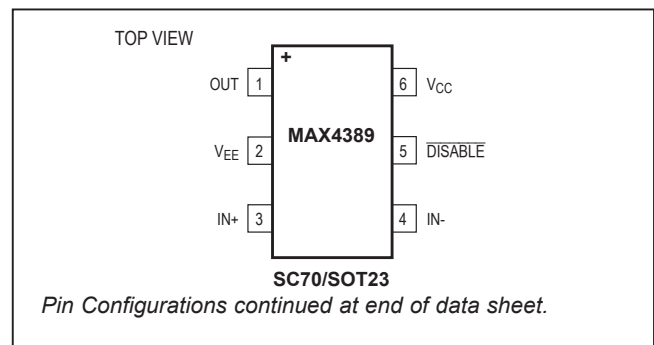 TOP VIEW
+
OUT 1 6 VCC
MAX4389
VEE 2 5 DISABLE
IN+ 3 4 IN-
SC70/SOT23
Pin Configurations continued at end of data sheet.